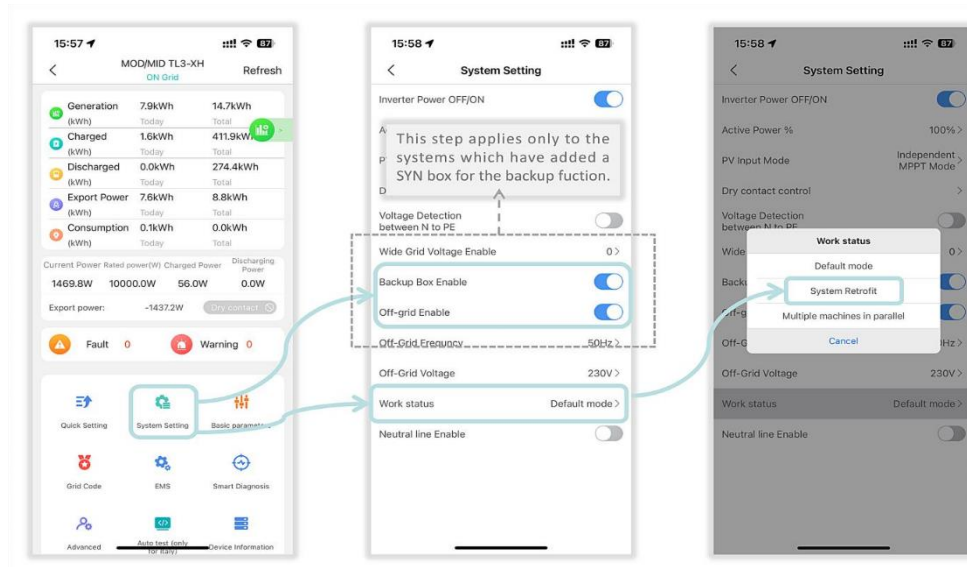 15:57
87
MOD/MID TL3-XH
ON Grid
Refresh
Generation 7.9kWh 14.7kWh
(kWh) Today Total
Charged 1.6kWh 411.9kW
(kWh) Today Total
Discharged 0.0kWh 274.4kWh
(kWh) Today Total
Export Power 7.6kWh 8.8kWh
(kWh) Today Total
Consumption 0.1kWh 0.0kWh
(kWh) Today Total
Current Power Rated power(W) Charged Power Discharging
Power
1469.8W 10000.0W 56.0W 0.0W
Export power: -1437.2W Dry contact
Fault 0 Warning 0
Quick Setting System Setting Basic parameters
Grid Code EMS Smart Diagnosis
Advanced Auto test (only
for Italy) Device Information
15:58
87
System Setting
Inverter Power OFF/ON
This step applies only to the
systems which have added a
SYN box for the backup fuction.
Voltage Detection
between N to PE
Wide Grid Voltage Enable 0>
Backup Box Enable
Off-grid Enable
Off-Grid Frequncy 50Hz>
Off-Grid Voltage 230V>
Work status Default mode>
Neutral line Enable
15:58
87
System Setting
Inverter Power OFF/ON
Active Power % 100%>
PV Input Mode Independent
MPPT Mode>
Dry contact control >
Voltage Detection
between N to PE
Wide 0>
Work status
Default mode
Back
System Retrofit
Off-g
Multiple machines in parallel
Off-G Hz>
Cancel
Off-Grid Voltage 230V>
Work status Default mode>
Neutral line Enable